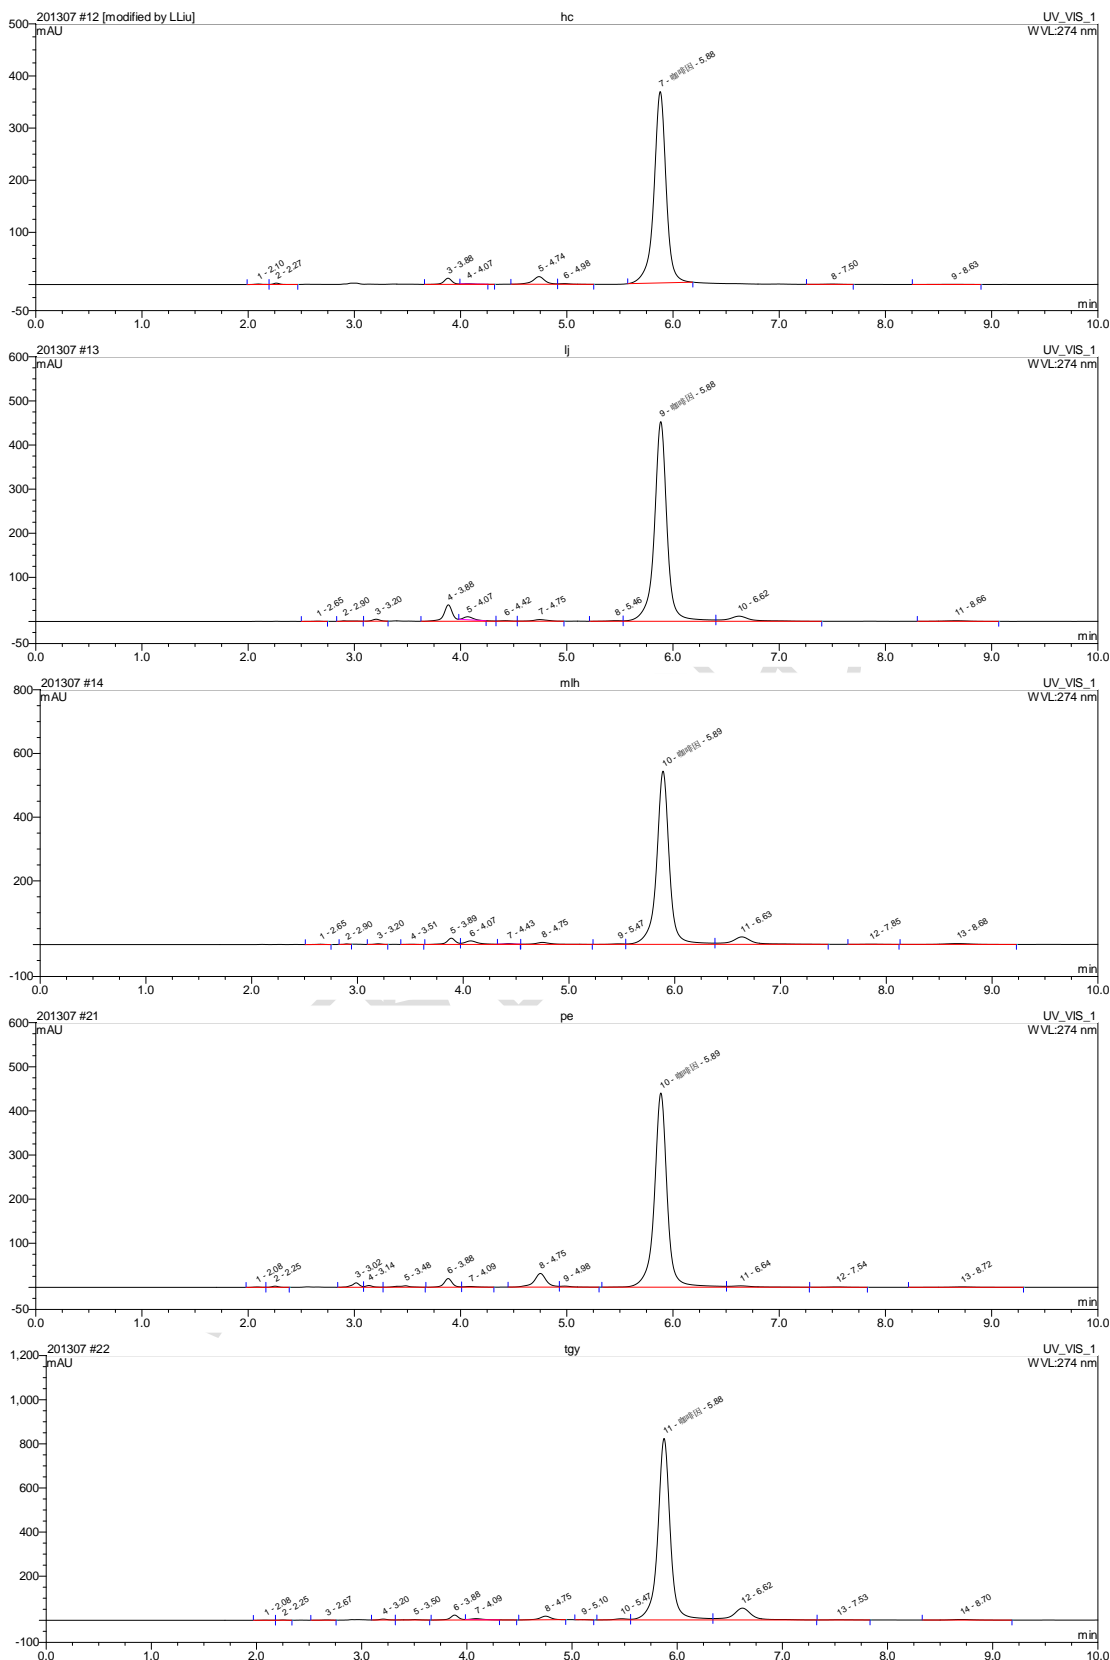 201307 #12 [modified by LLiu] hc UV_VIS_1
mAU WVL:274 nm
500
400
300
200
100
-50
1 - 2.10
2 - 2.27
3 - 3.88
4 - 4.07
5 - 4.74
6 - 4.98
7 - 咖啡因 - 5.88
8 - 7.50
9 - 8.63
min
0.0 1.0 2.0 3.0 4.0 5.0 6.0 7.0 8.0 9.0 10.0
201307 #13 lj UV_VIS_1
mAU WVL:274 nm
600
500
400
300
200
100
-50
1 - 2.65
2 - 2.90
3 - 3.20
4 - 3.88
5 - 4.07
6 - 4.42
7 - 4.75
8 - 5.46
9 - 咖啡因 - 5.88
10 - 6.62
11 - 8.66
min
0.0 1.0 2.0 3.0 4.0 5.0 6.0 7.0 8.0 9.0 10.0
201307 #14 mlh UV_VIS_1
mAU WVL:274 nm
800
600
400
200
-100
1 - 2.65
2 - 2.90
3 - 3.20
4 - 3.51
5 - 3.89
6 - 4.07
7 - 4.43
8 - 4.75
9 - 5.47
10 - 咖啡因 - 5.89
11 - 6.63
12 - 7.85
13 - 8.68
min
0.0 1.0 2.0 3.0 4.0 5.0 6.0 7.0 8.0 9.0 10.0
201307 #21 pe UV_VIS_1
mAU WVL:274 nm
600
500
400
300
200
100
-50
1 - 2.08
2 - 2.25
3 - 3.02
4 - 3.14
5 - 3.48
6 - 3.88
7 - 4.09
8 - 4.75
9 - 4.98
10 - 咖啡因 - 5.89
11 - 6.64
12 - 7.54
13 - 8.72
min
0.0 1.0 2.0 3.0 4.0 5.0 6.0 7.0 8.0 9.0 10.0
201307 #22 tgy UV_VIS_1
mAU WVL:274 nm
1,200
1,000
800
600
400
200
-100
1 - 2.08
2 - 2.25
3 - 2.67
4 - 3.20
5 - 3.50
6 - 3.88
7 - 4.09
8 - 4.75
9 - 5.10
10 - 5.47
11 - 咖啡因 - 5.88
12 - 6.62
13 - 7.53
14 - 8.70
min
0.0 1.0 2.0 3.0 4.0 5.0 6.0 7.0 8.0 9.0 10.0